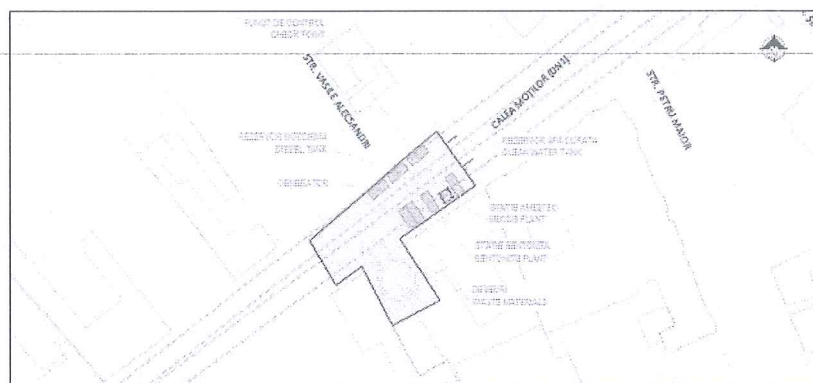 PUNCT DE CONTROL
CHECK POINT
STR. VASILE ALECSANDRI
CALEA MOȚILOR (DN1)
STR. PETRU MAIOR
REZERVOR MOTORINA
DIESEL TANK
GENERATOR
REZERVOR APA CURATA
CLEAN WATER TANK
STATIE AMESTEC
MIXING PLANT
STATIE BENTONITA
BENTONITE PLANT
DESEURI
WASTE MATERIALS